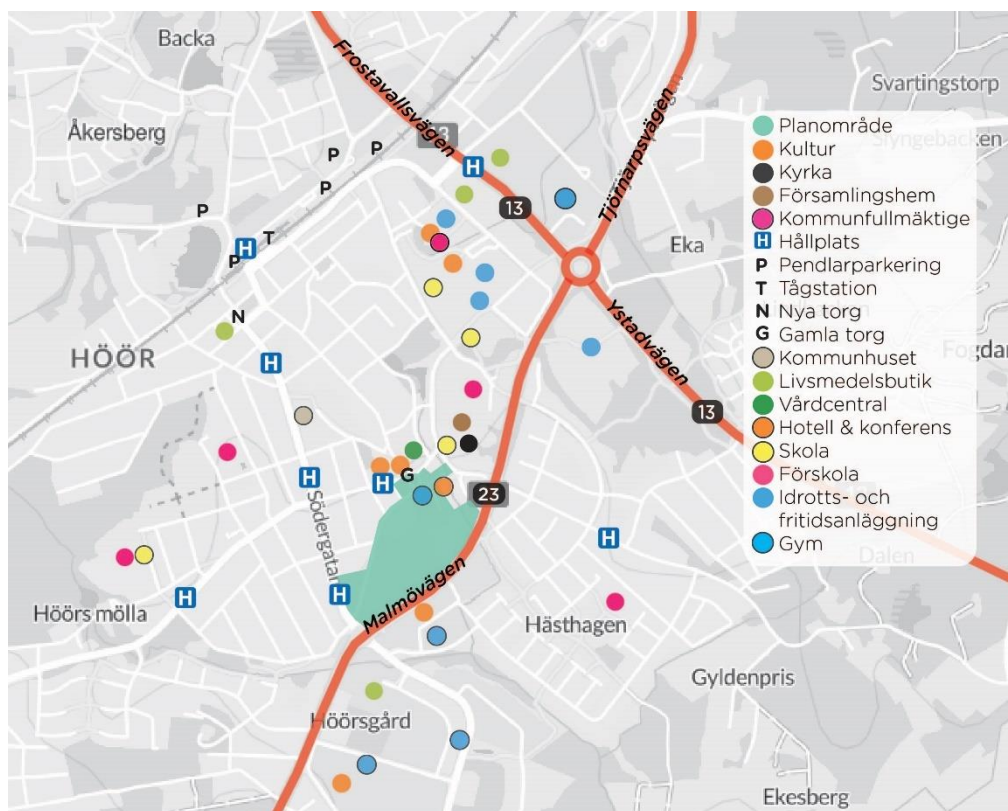 Backa
Åkersberg
Frostavallsvägen
Tjörnarpsvägen
Svartingstorp
Slyngebacken
P
P
P
P
P
H
H
T
N
13
Eka
HÖÖR
Ystadvägen
13
Fogdar
H
H
H
G
23
Södergatan
H
H
H
Malmövägen
Höörs mölla
Hästhagen
Dalen
Gyldenpris
Höörsgård
Ekesberg
Planområde
Kultur
Kyrka
Församlingshem
Kommunfullmäktige
H Hållplats
P Pendlarparkering
T Tågstation
N Nya torg
G Gamla torg
Kommunhuset
Livsmedelsbutik
Vårdcentral
Hotell & konferens
Skola
Förskola
Idrotts- och
fritidsanläggning
Gym